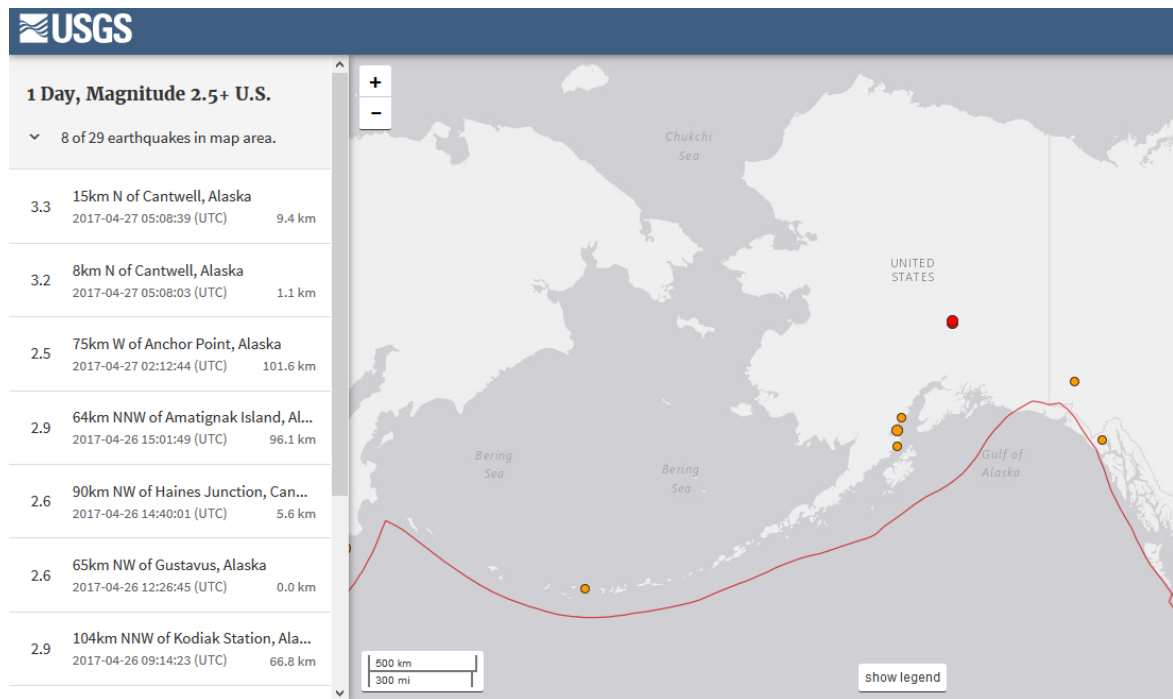 USGS
1 Day, Magnitude 2.5+ U.S.
8 of 29 earthquakes in map area.
3.3
15km N of Cantwell, Alaska
2017-04-27 05:08:39 (UTC) 9.4 km
3.2
8km N of Cantwell, Alaska
2017-04-27 05:08:03 (UTC) 1.1 km
2.5
75km W of Anchor Point, Alaska
2017-04-27 02:12:44 (UTC) 101.6 km
2.9
64km NNW of Amatignak Island, Al...
2017-04-26 15:01:49 (UTC) 96.1 km
2.6
90km NW of Haines Junction, Can...
2017-04-26 14:40:01 (UTC) 5.6 km
2.6
65km NW of Gustavus, Alaska
2017-04-26 12:26:45 (UTC) 0.0 km
2.9
104km NNW of Kodiak Station, Ala...
2017-04-26 09:14:23 (UTC) 66.8 km
+
−
Chukchi
Sea
UNITED
STATES
Bering
Sea
Bering
Sea
Gulf of
Alaska
500 km
300 mi
show legend